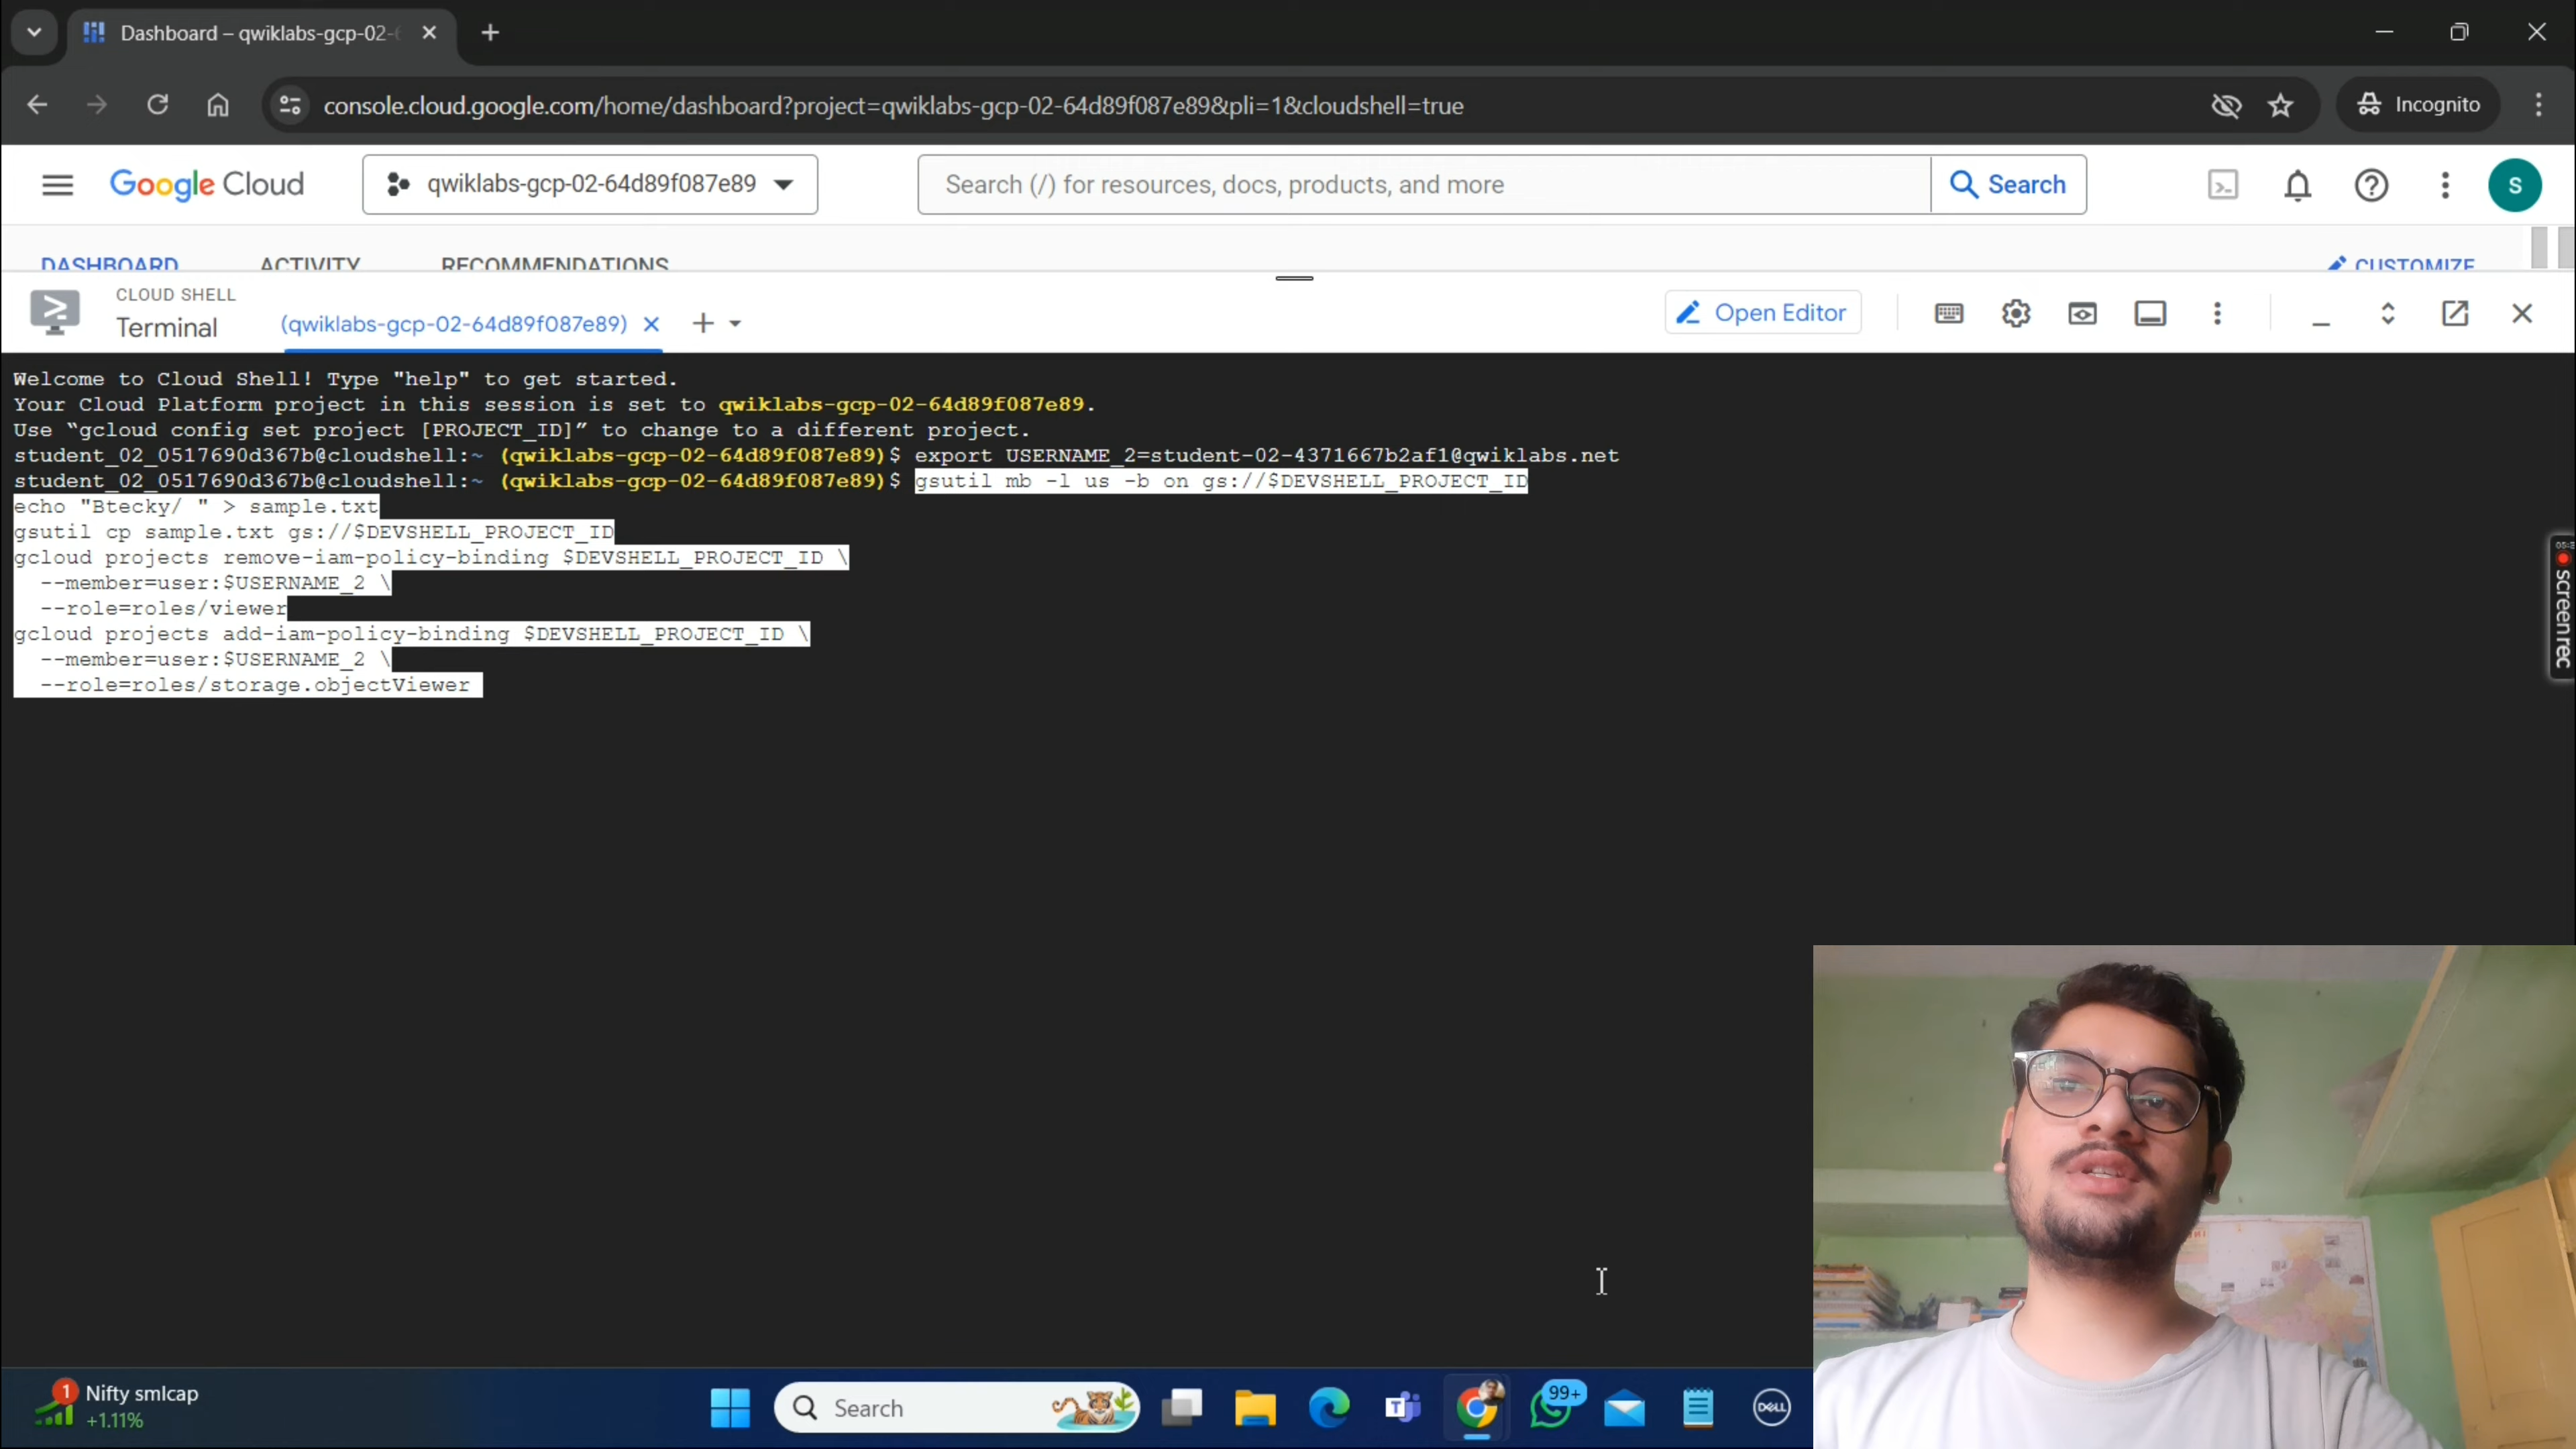 Dashboard – qwiklabs-gcp-02-
console.cloud.google.com/home/dashboard?project=qwiklabs-gcp-02-64d89f087e89&pli=1&cloudshell=true
Incognito
Google Cloud
qwiklabs-gcp-02-64d89f087e89
Search (/) for resources, docs, products, and more
Search
S
DASHBOARD
ACTIVITY
RECOMMENDATIONS
CUSTOMIZE
CLOUD SHELL
Terminal
(qwiklabs-gcp-02-64d89f087e89)
Open Editor
Welcome to Cloud Shell! Type "help" to get started.
Your Cloud Platform project in this session is set to qwiklabs-gcp-02-64d89f087e89.
Use “gcloud config set project [PROJECT_ID]” to change to a different project.
student_02_0517690d367b@cloudshell:~ (qwiklabs-gcp-02-64d89f087e89)$ export USERNAME_2=student-02-4371667b2af1@qwiklabs.net
student_02_0517690d367b@cloudshell:~ (qwiklabs-gcp-02-64d89f087e89)$ gsutil mb -l us -b on gs://$DEVSHELL_PROJECT_ID
echo "Btecky/ " > sample.txt
gsutil cp sample.txt gs://$DEVSHELL_PROJECT_ID
gcloud projects remove-iam-policy-binding $DEVSHELL_PROJECT_ID \
--member=user:$USERNAME_2 \
--role=roles/viewer
gcloud projects add-iam-policy-binding $DEVSHELL_PROJECT_ID \
--member=user:$USERNAME_2 \
--role=roles/storage.objectViewer
screenrec
1
Nifty smlcap
+1.11%
Search
99+
DELL